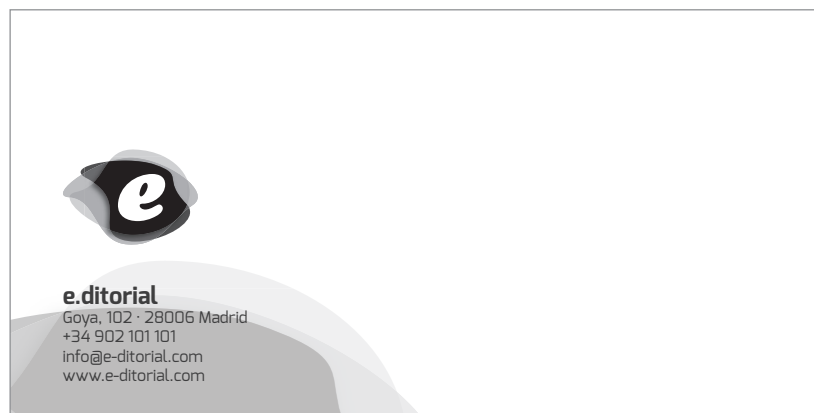 e
e.ditorial
Goya, 102 · 28006 Madrid
+34 902 101 101
info@e-ditorial.com
www.e-ditorial.com